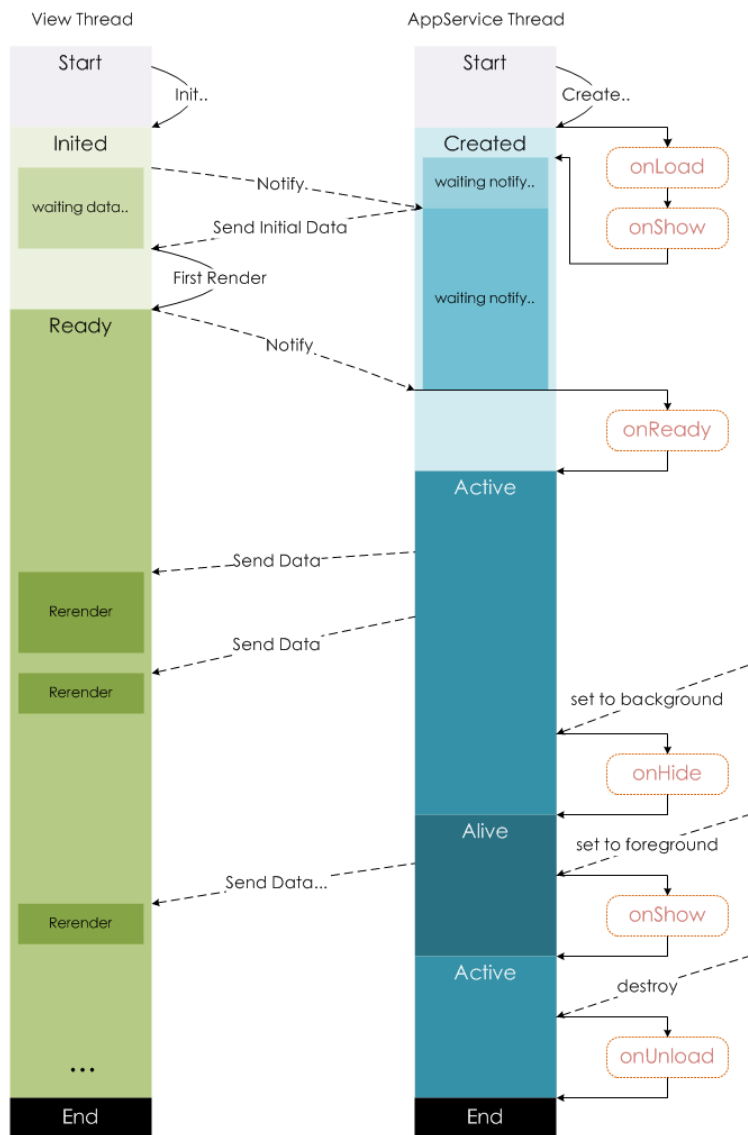 View Thread
AppService Thread
Start
Start
Init..
Create..
Inited
Created
onLoad
waiting notify..
Notify
waiting data..
onShow
Send Initial Data
First Render
waiting notify..
Ready
Notify
onReady
Active
Send Data
Rerender
Send Data
Rerender
set to background
onHide
Alive
set to foreground
Send Data...
onShow
Rerender
Active
destroy
onUnload
...
End
End